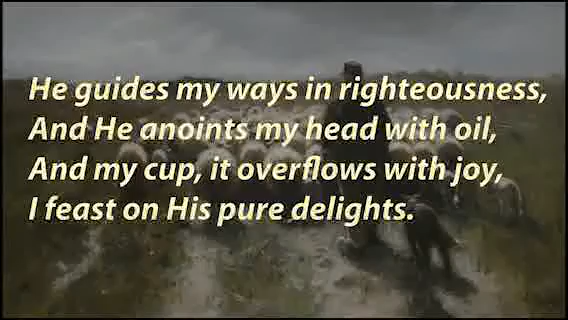 He guides my ways in righteousness,
And He anoints my head with oil,
And my cup, it overflows with joy,
I feast on His pure delights.